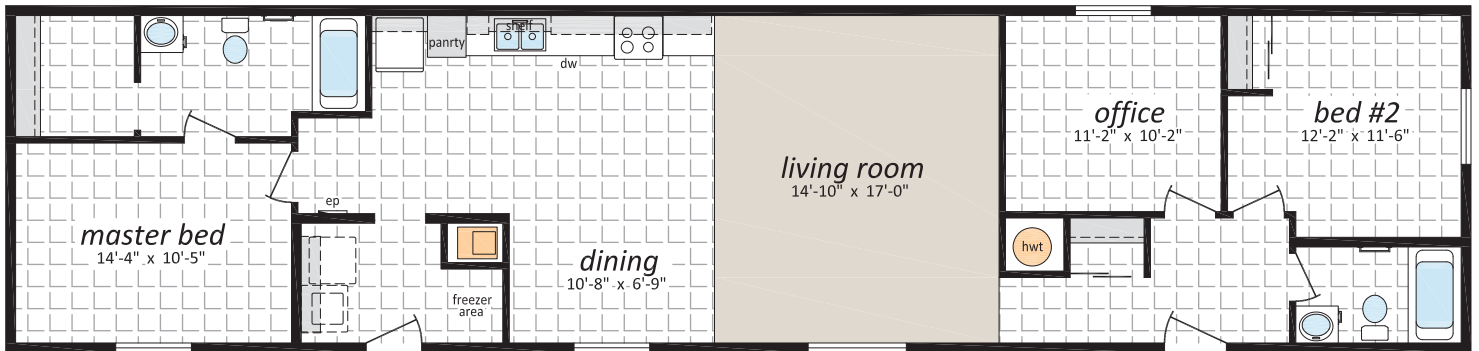 shelf
panrty
dw
office
11'-2" x 10'-2"
bed #2
12'-2" x 11'-6"
living room
14'-10" x 17'-0"
ep
master bed
14'-4" x 10'-5"
hwt
dining
10'-8" x 6'-9"
freezer
area